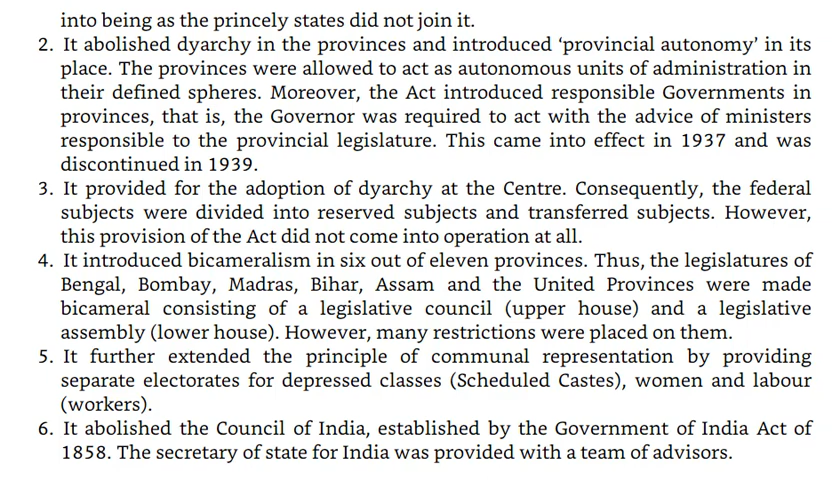 into being as the princely states did not join it.
2. It abolished dyarchy in the provinces and introduced ‘provincial autonomy’ in its
place. The provinces were allowed to act as autonomous units of administration in
their defined spheres. Moreover, the Act introduced responsible Governments in
provinces, that is, the Governor was required to act with the advice of ministers
responsible to the provincial legislature. This came into effect in 1937 and was
discontinued in 1939.
3. It provided for the adoption of dyarchy at the Centre. Consequently, the federal
subjects were divided into reserved subjects and transferred subjects. However,
this provision of the Act did not come into operation at all.
4. It introduced bicameralism in six out of eleven provinces. Thus, the legislatures of
Bengal, Bombay, Madras, Bihar, Assam and the United Provinces were made
bicameral consisting of a legislative council (upper house) and a legislative
assembly (lower house). However, many restrictions were placed on them.
5. It further extended the principle of communal representation by providing
separate electorates for depressed classes (Scheduled Castes), women and labour
(workers).
6. It abolished the Council of India, established by the Government of India Act of
1858. The secretary of state for India was provided with a team of advisors.